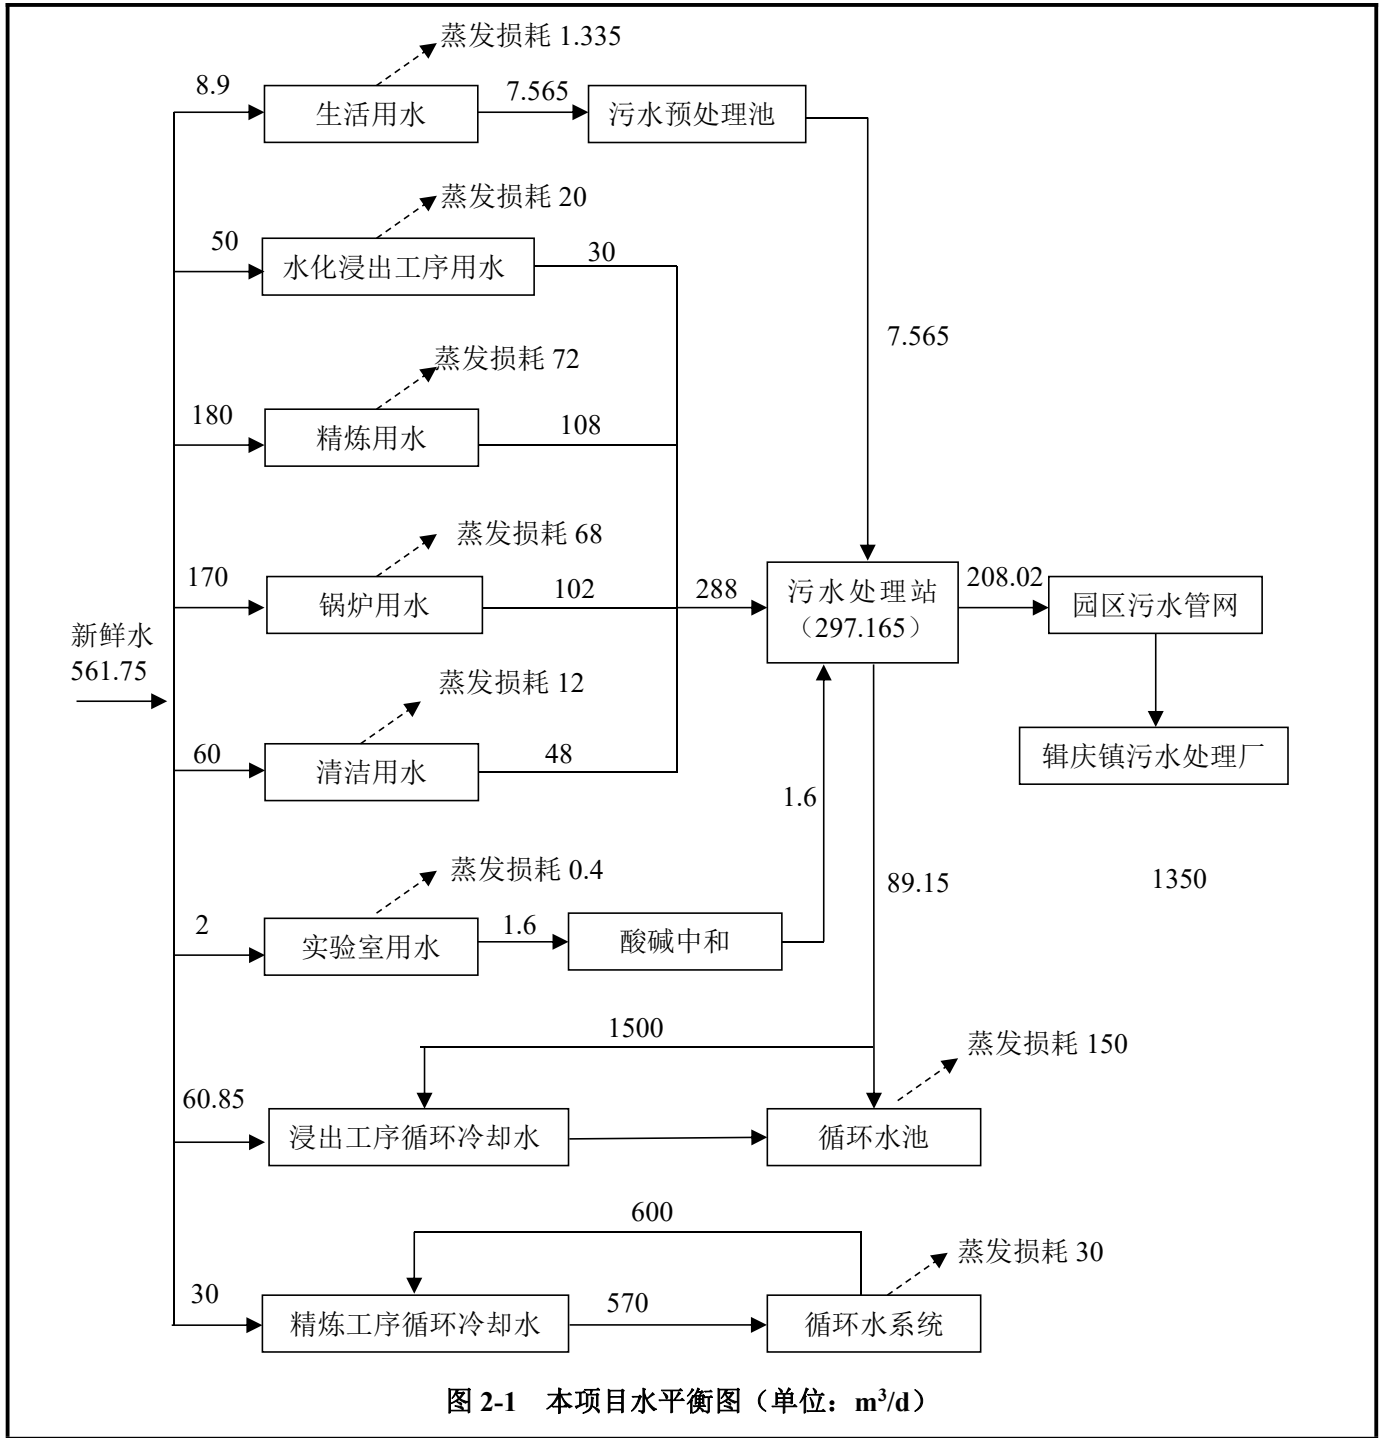 蒸发损耗 1.335
8.9
生活用水
7.565
污水预处理池
蒸发损耗 20
50
水化浸出工序用水
30
7.565
蒸发损耗 72
180
精炼用水
108
蒸发损耗 68
170
锅炉用水
102
288
污水处理站
（297.165）
208.02
园区污水管网
新鲜水
561.75
蒸发损耗 12
60
清洁用水
48
辑庆镇污水处理厂
1.6
蒸发损耗 0.4
89.15
1350
2
实验室用水
1.6
酸碱中和
1500
蒸发损耗 150
60.85
浸出工序循环冷却水
循环水池
600
蒸发损耗 30
30
精炼工序循环冷却水
570
循环水系统
图 2-1 本项目水平衡图（单位：m³/d）